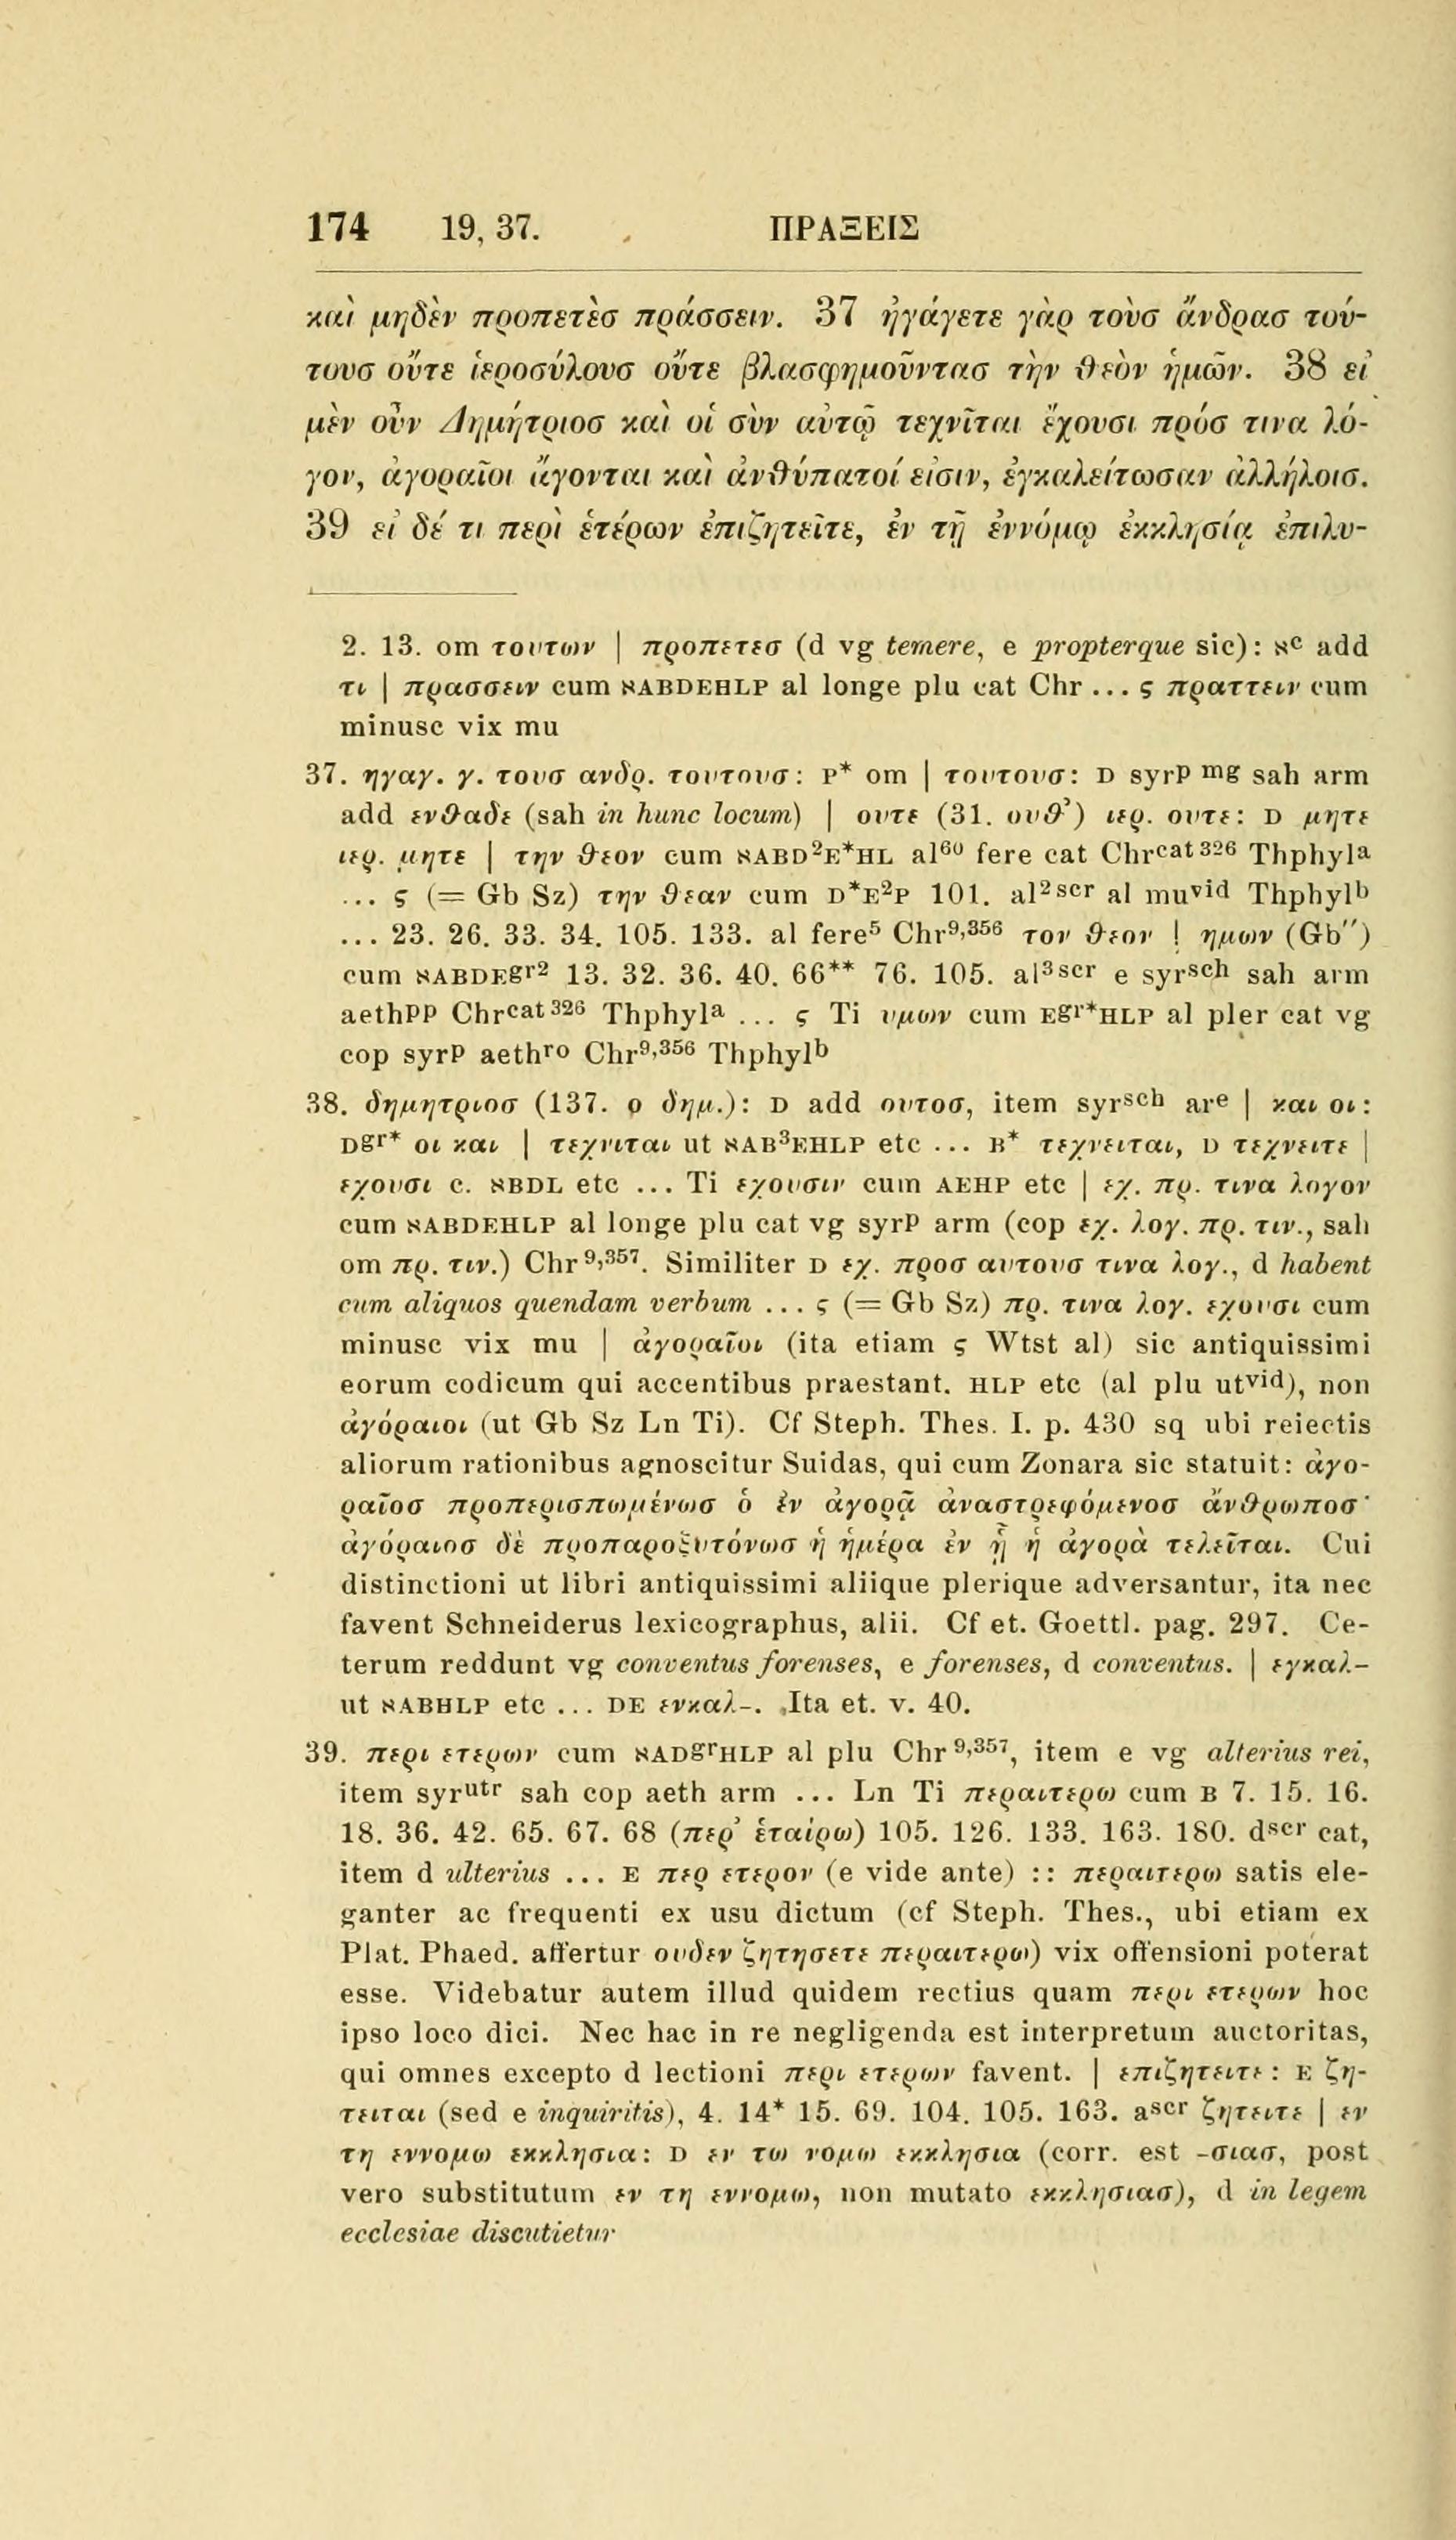 174 19, 37. ΠΡΑΞΕΙΣ
καὶ μηδὲν προπετὲσ πράσσειν. 37 ἠγάγετε γὰρ τοὺσ ἄνδρασ τού-
τουσ οὔτε ἱεροσύλουσ οὔτε βλασφημοῦντασ τὴν ϑεὸν ἡμῶν. 38 εἰ
μὲν οὖν Δημήτριοσ καὶ οἱ σὺν αὐτῷ τεχνῖται ἔχουσι πρόσ τινα λό-
γον, ἀγοραῖοι ἄγονται καὶ ἀνϑύπατοί εἰσιν, ἐγκαλείτωσαν ἀλλήλοισ.
39 εἰ δέ τι περὶ ἑτέρων ἐπιζητεῖτε, ἐν τῇ ἐννόμῳ ἐκκλησίᾳ ἐπιλυ-
2. 13. om τουτων | προπετεσ (d vg temere, e propterque sic): ℵc add
τι | πρασσειν cum ℵABDEHLP al longe plu cat Chr ... ς πραττειν cum
minusc vix mu
37. ηγαγ. γ. τουσ ανδρ. τουτουσ: P* om | τουτουσ: D syrp mg sah arm
add ενϑαδε (sah in hunc locum) | ουτε (31. ουϑ’) ιερ. ουτε: D μητε
ιερ. μητε | την ϑεον cum ℵABD²E*HL al⁶⁰ fere cat Chrcat 326 Thphyla
... ς (= Gb Sz) την ϑεαν cum D*E²P 101. al² scr al muvid Thphylb
... 23. 26. 33. 34. 105. 133. al fere⁵ Chr9,356 τον ϑεον | ημων (Gb″)
cum ℵABDEgr2 13. 32. 36. 40. 66** 76. 105. al³ scr e syrsch sah arm
aethpp Chrcat 326 Thphyla ... ς Ti υμων cum Egr*HLP al pler cat vg
cop syrp aethro Chr9,356 Thphylb
38. δημητριοσ (137. ο δημ.): D add ουτοσ, item syrsch are | και οι:
Dgr* οι και | τεχνιται ut ℵAB³EHLP etc ... B* τεχνειται, D τεχνειτε |
εχουσι c. ℵBDL etc ... Ti εχουσιν cum AEHP etc | εχ. πρ. τινα λογον
cum ℵABDEHLP al longe plu cat vg syrp arm (cop εχ. λογ. πρ. τιν., sah
om πρ. τιν.) Chr 9,357. Similiter D εχ. προσ αυτουσ τινα λογ., d habent
cum aliquos quendam verbum ... ς (= Gb Sz) πρ. τινα λογ. εχουσι cum
minusc vix mu | ἀγοραῖοι (ita etiam ς Wtst al) sic antiquissimi
eorum codicum qui accentibus praestant. HLP etc (al plu utvid), non
ἀγόραιοι (ut Gb Sz Ln Ti). Cf Steph. Thes. I. p. 430 sq ubi reiectis
aliorum rationibus agnoscitur Suidas, qui cum Zonara sic statuit: ἀγο-
ραῖοσ προπερισπωμένωσ ὁ ἐν ἀγορᾷ ἀναστρεφόμενοσ ἄνϑρωποσ·
ἀγόραιοσ δὲ προπαροξυτόνωσ ἡ ἡμέρα ἐν ᾗ ἡ ἀγορὰ τελεῖται. Cui
distinctioni ut libri antiquissimi aliique plerique adversantur, ita nec
favent Schneiderus lexicographus, alii. Cf et. Goettl. pag. 297. Ce-
terum reddunt vg conventus forenses, e forenses, d conventus. | εγκαλ-
ut ℵABHLP etc ... DE ενκαλ-. Ita et. v. 40.
39. περι ετερων cum ℵADgrHLP al plu Chr 9,357, item e vg alterius rei,
item syrutr sah cop aeth arm ... Ln Ti περαιτερω cum B 7. 15. 16.
18. 36. 42. 65. 67. 68 (περ’ ἑταίρω) 105. 126. 133. 163. 180. dscr cat,
item d ulterius ... E περ ετερον (e vide ante) :: περαιτερω satis ele-
ganter ac frequenti ex usu dictum (cf Steph. Thes., ubi etiam ex
Plat. Phaed. affertur ουδεν ζητησετε περαιτερω) vix offensioni poterat
esse. Videbatur autem illud quidem rectius quam περι ετερων hoc
ipso loco dici. Nec hac in re negligenda est interpretum auctoritas,
qui omnes excepto d lectioni περι ετερων favent. | επιζητειτε: E ζη-
τειται (sed e inquiritis), 4. 14* 15. 69. 104. 105. 163. ascr ζητειτε | εν
τη εννομω εκκλησια: D εν τω νομω εκκλησια (corr. est -σιασ, post
vero substitutum εν τη εννομω, non mutato εκκλησιασ), d in legem
ecclesiae discutietur